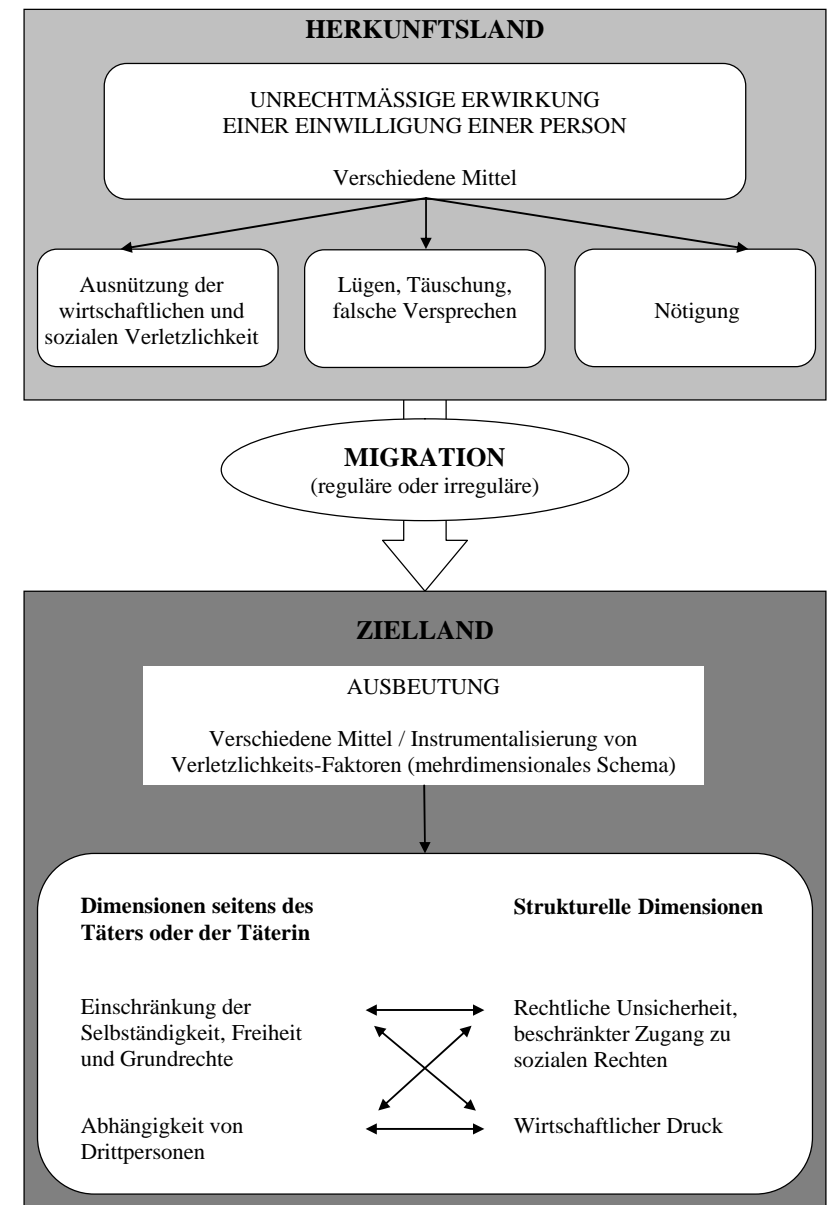 HERKUNFTSLAND
UNRECHTMÄSSIGE ERWIRKUNG
EINER EINWILLIGUNG EINER PERSON
Verschiedene Mittel
Ausnützung der
wirtschaftlichen und
sozialen Verletzlichkeit
Lügen, Täuschung,
falsche Versprechen
Nötigung
MIGRATION
(reguläre oder irreguläre)
ZIELLAND
AUSBEUTUNG
Verschiedene Mittel / Instrumentalisierung von
Verletzlichkeits-Faktoren (mehrdimensionales Schema)
Dimensionen seitens des
Täters oder der Täterin
Strukturelle Dimensionen
Einschränkung der
Selbständigkeit, Freiheit
und Grundrechte
Rechtliche Unsicherheit,
beschränkter Zugang zu
sozialen Rechten
Abhängigkeit von
Drittpersonen
Wirtschaftlicher Druck